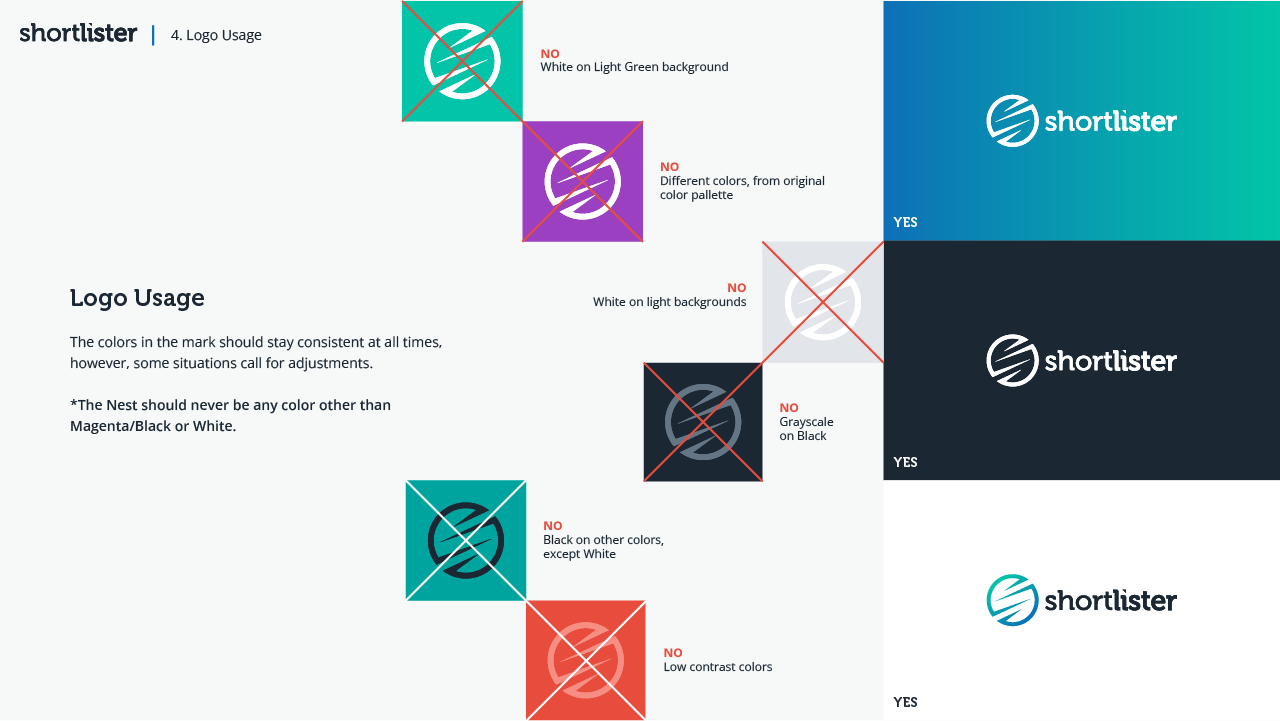 shortlister | 4. Logo Usage
NO
White on Light Green background
NO
Different colors, from original
color pallette
NO
White on light backgrounds
Logo Usage
The colors in the mark should stay consistent at all times,
however, some situations call for adjustments.
*The Nest should never be any color other than
Magenta/Black or White.
NO
Grayscale
on Black
NO
Black on other colors,
except White
NO
Low contrast colors
shortlister
YES
shortlister
YES
shortlister
YES